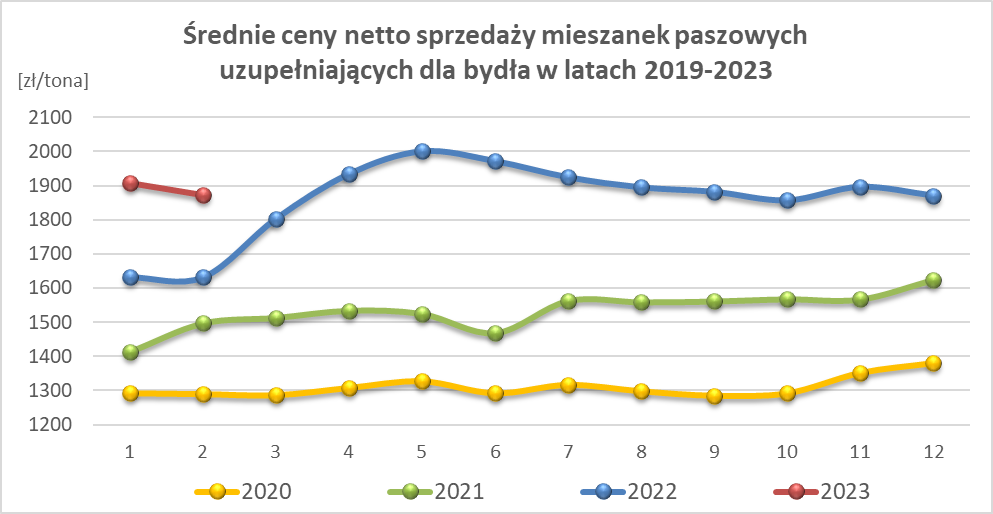 Średnie ceny netto sprzedaży mieszanek paszowych
uzupełniających dla bydła w latach 2019-2023
[zł/tona]
2100
2000
1900
1800
1700
1600
1500
1400
1300
1200
1 2 3 4 5 6 7 8 9 10 11 12
2020 2021 2022 2023